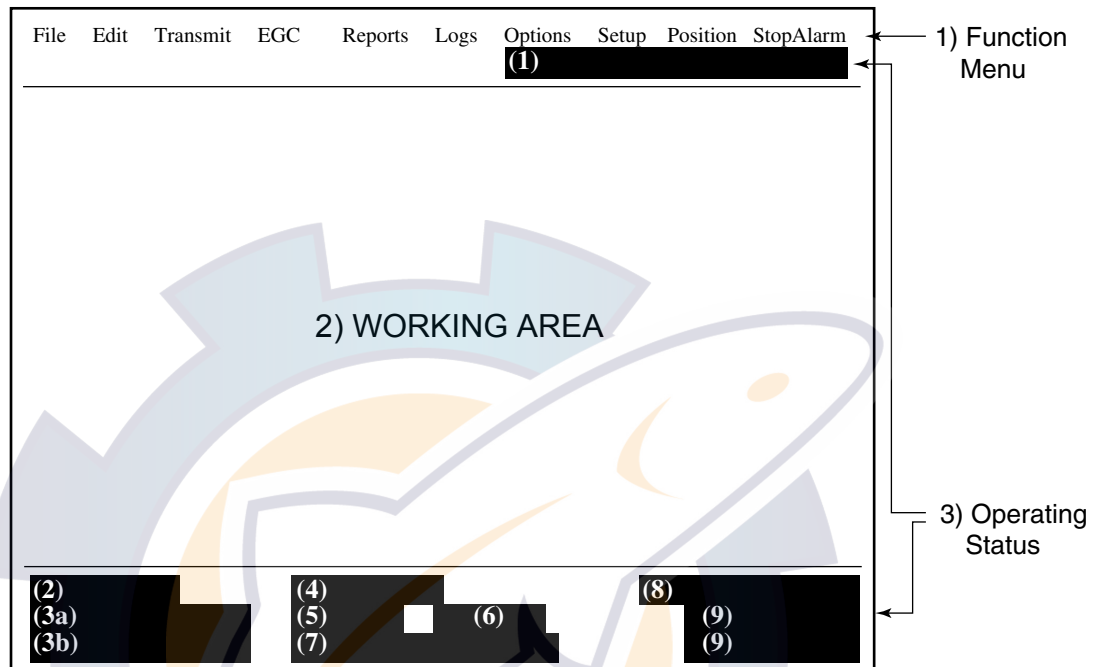 File Edit Transmit EGC Reports Logs Options Setup Position StopAlarm
(1)
1) Function
Menu
2) WORKING AREA
3) Operating
Status
(2) (4) (8)
(3a) (5) (6) (9)
(3b) (7) (9)